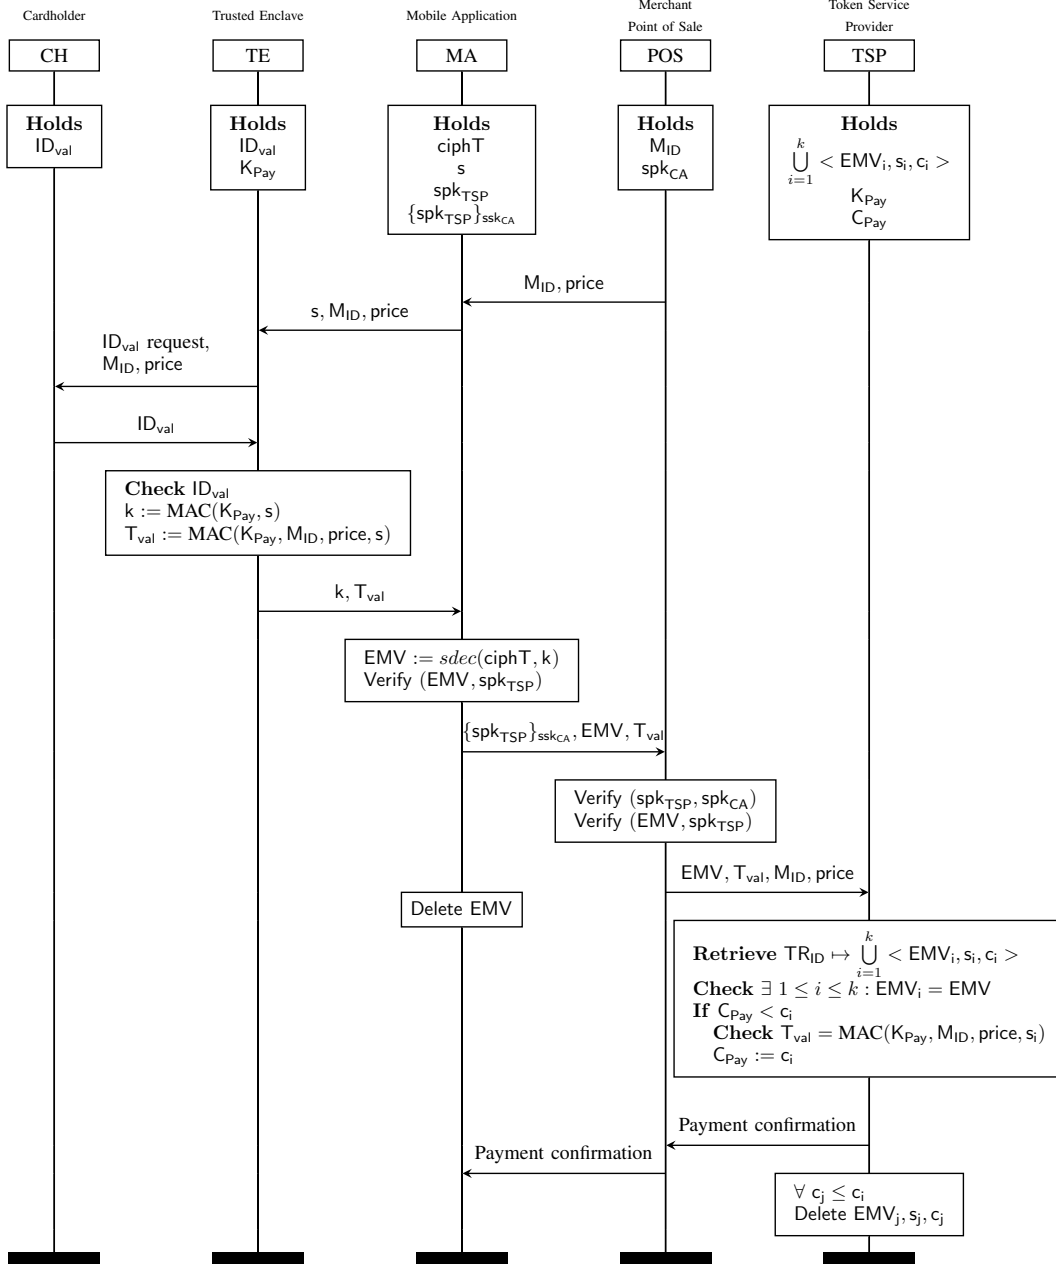 Cardholder
Trusted Enclave
Mobile Application
Merchant
Point of Sale
Token Service
Provider
CH
TE
MA
POS
TSP
Holds
ID_val
Holds
ID_val
K_Pay
Holds
ciphT
s
spk_TSP
{spk_TSP}_ssk_CA
Holds
M_ID
spk_CA
Holds
⋃_{i=1}^{k} < EMV_i, s_i, c_i >
K_Pay
C_Pay
M_ID, price
s, M_ID, price
ID_val request,
M_ID, price
ID_val
Check ID_val
k := MAC(K_Pay, s)
T_val := MAC(K_Pay, M_ID, price, s)
k, T_val
EMV := sdec(ciphT, k)
Verify (EMV, spk_TSP)
{spk_TSP}_ssk_CA, EMV, T_val
Verify (spk_TSP, spk_CA)
Verify (EMV, spk_TSP)
EMV, T_val, M_ID, price
Delete EMV
Retrieve TR_ID ↦ ⋃_{i=1}^{k} < EMV_i, s_i, c_i >
Check ∃ 1 ≤ i ≤ k : EMV_i = EMV
If C_Pay < c_i
Check T_val = MAC(K_Pay, M_ID, price, s_i)
C_Pay := c_i
Payment confirmation
Payment confirmation
∀ c_j ≤ c_i
Delete EMV_j, s_j, c_j